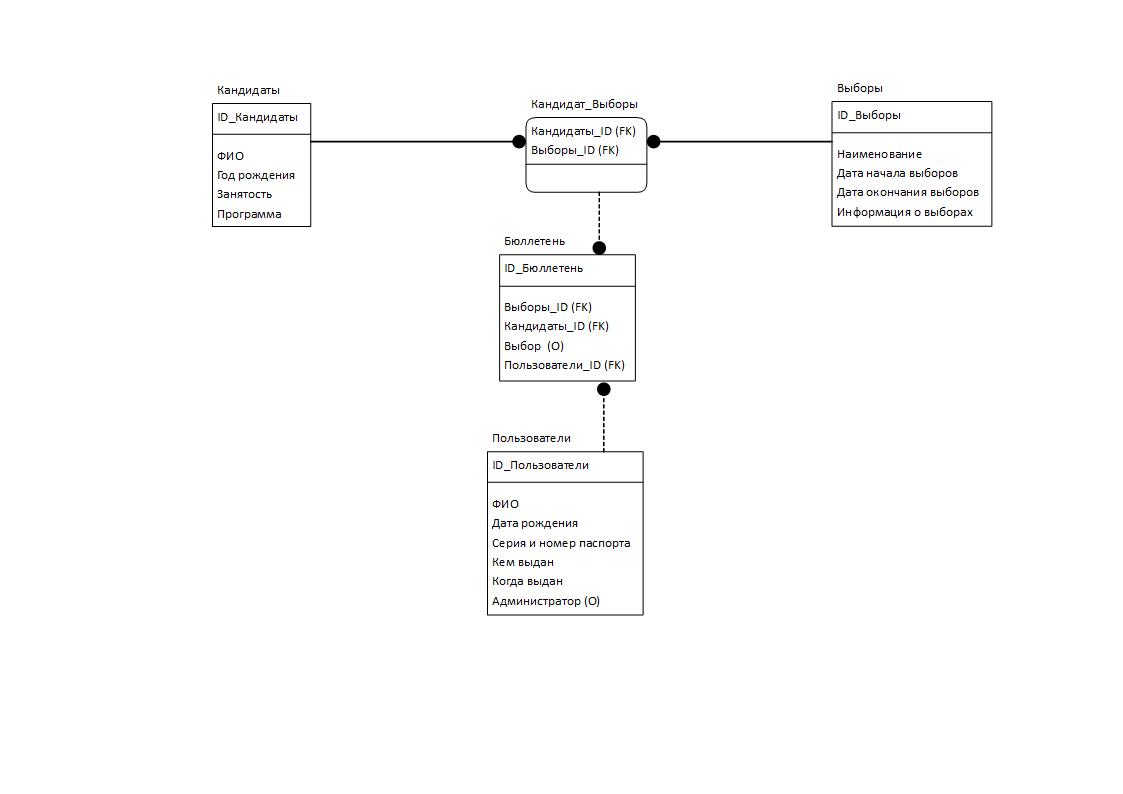 Кандидаты
ID_Кандидаты
ФИО
Год рождения
Занятость
Программа
Кандидат_Выборы
Кандидаты_ID (FK)
Выборы_ID (FK)
Выборы
ID_Выборы
Наименование
Дата начала выборов
Дата окончания выборов
Информация о выборах
Бюллетень
ID_Бюллетень
Выборы_ID (FK)
Кандидаты_ID (FK)
Выбор (О)
Пользователи_ID (FK)
Пользователи
ID_Пользователи
ФИО
Дата рождения
Серия и номер паспорта
Кем выдан
Когда выдан
Администратор (О)